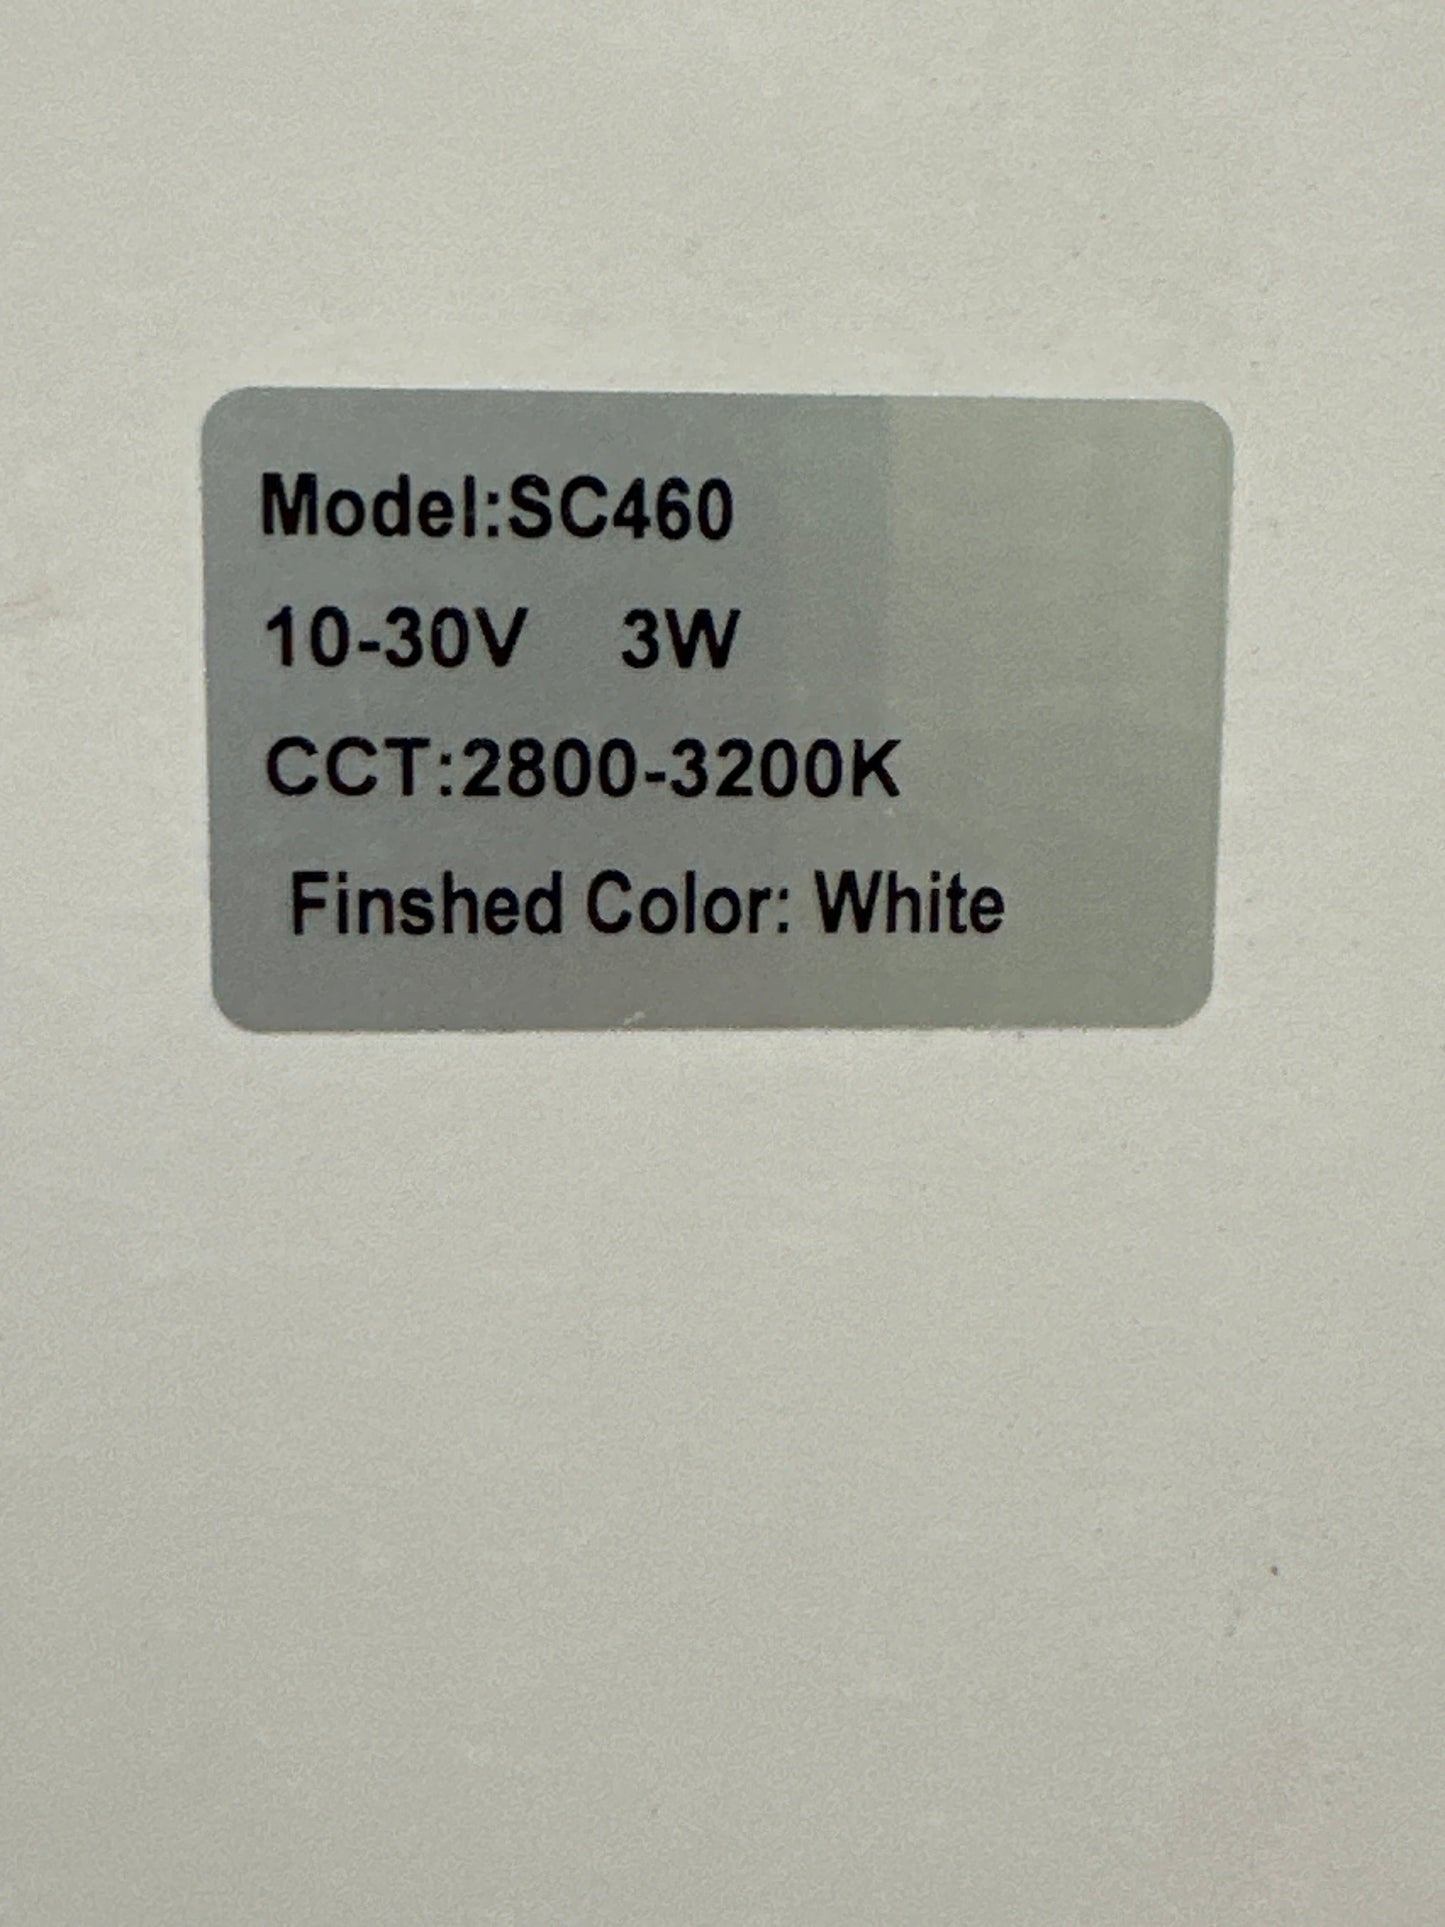 Model:SC460
10-30V 3W
CCT:2800-3200K
Finshed Color: White